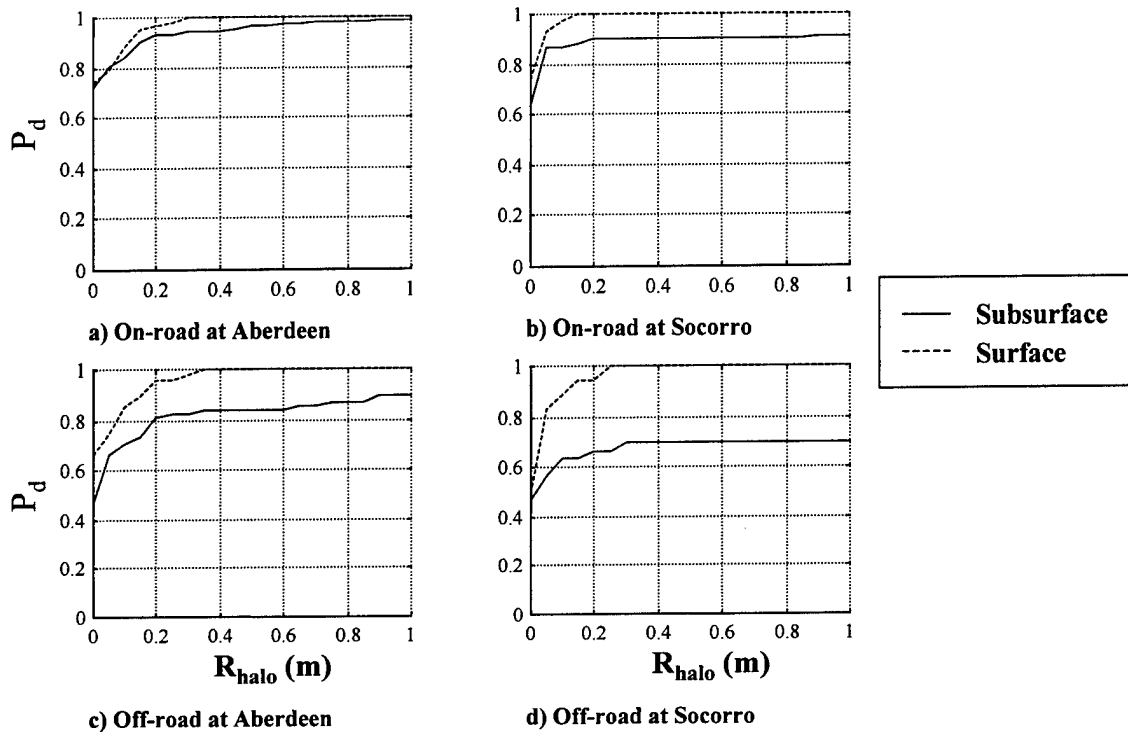 1
0.8
0.6
0.4
0.2
0
P_d
0 0.2 0.4 0.6 0.8 1
a) On-road at Aberdeen
1
0.8
0.6
0.4
0.2
0
0 0.2 0.4 0.6 0.8 1
b) On-road at Socorro
Subsurface
Surface
1
0.8
0.6
0.4
0.2
0
P_d
0 0.2 0.4 0.6 0.8 1
R_halo (m)
c) Off-road at Aberdeen
1
0.8
0.6
0.4
0.2
0
0 0.2 0.4 0.6 0.8 1
R_halo (m)
d) Off-road at Socorro